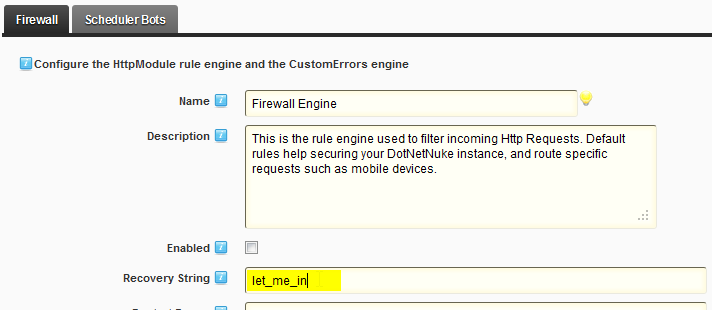 Firewall Scheduler Bots
Configure the HttpModule rule engine and the CustomErrors engine
Name Firewall Engine
Description This is the rule engine used to filter incoming Http Requests. Default
rules help securing your DotNetNuke instance, and route specific
requests such as mobile devices.
Enabled
Recovery String let_me_in